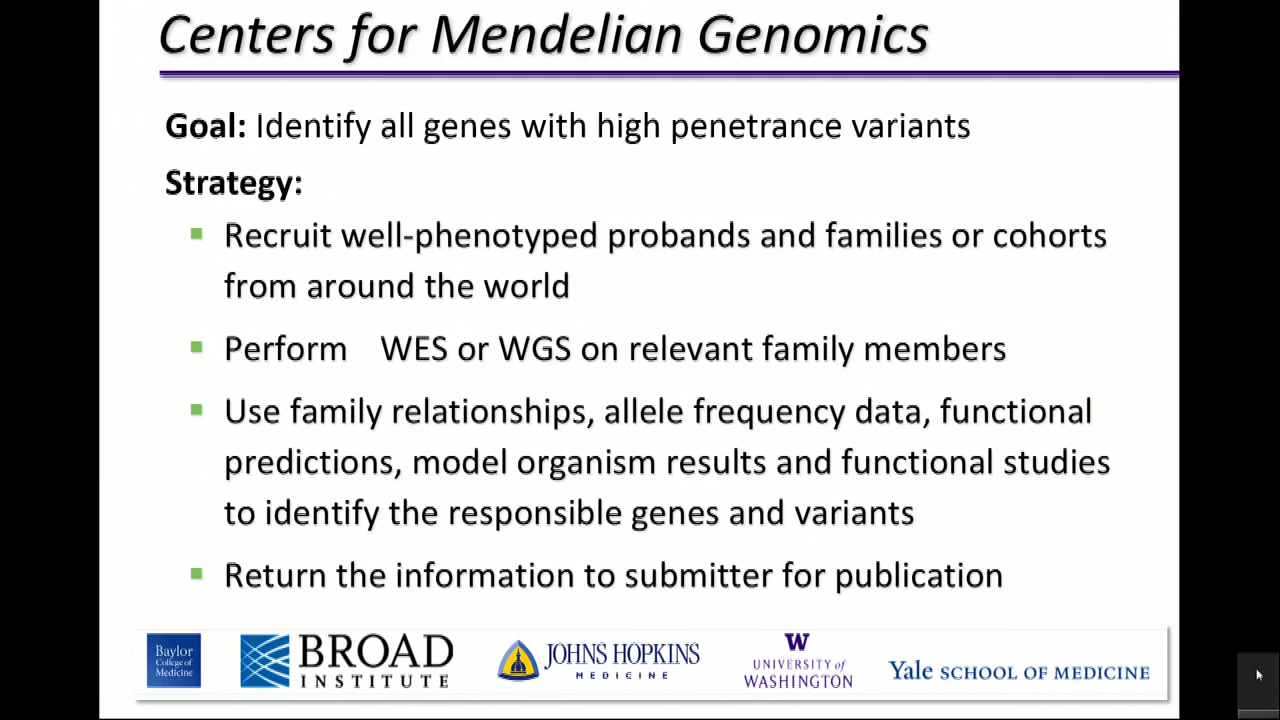 Centers for Mendelian Genomics
Goal: Identify all genes with high penetrance variants
Strategy:
Recruit well-phenotyped probands and families or cohorts
from around the world
Perform WES or WGS on relevant family members
Use family relationships, allele frequency data, functional
predictions, model organism results and functional studies
to identify the responsible genes and variants
Return the information to submitter for publication
Baylor
College of
Medicine
BROAD
INSTITUTE
JOHNS HOPKINS
MEDICINE
W
UNIVERSITY of
WASHINGTON
Yale SCHOOL OF MEDICINE